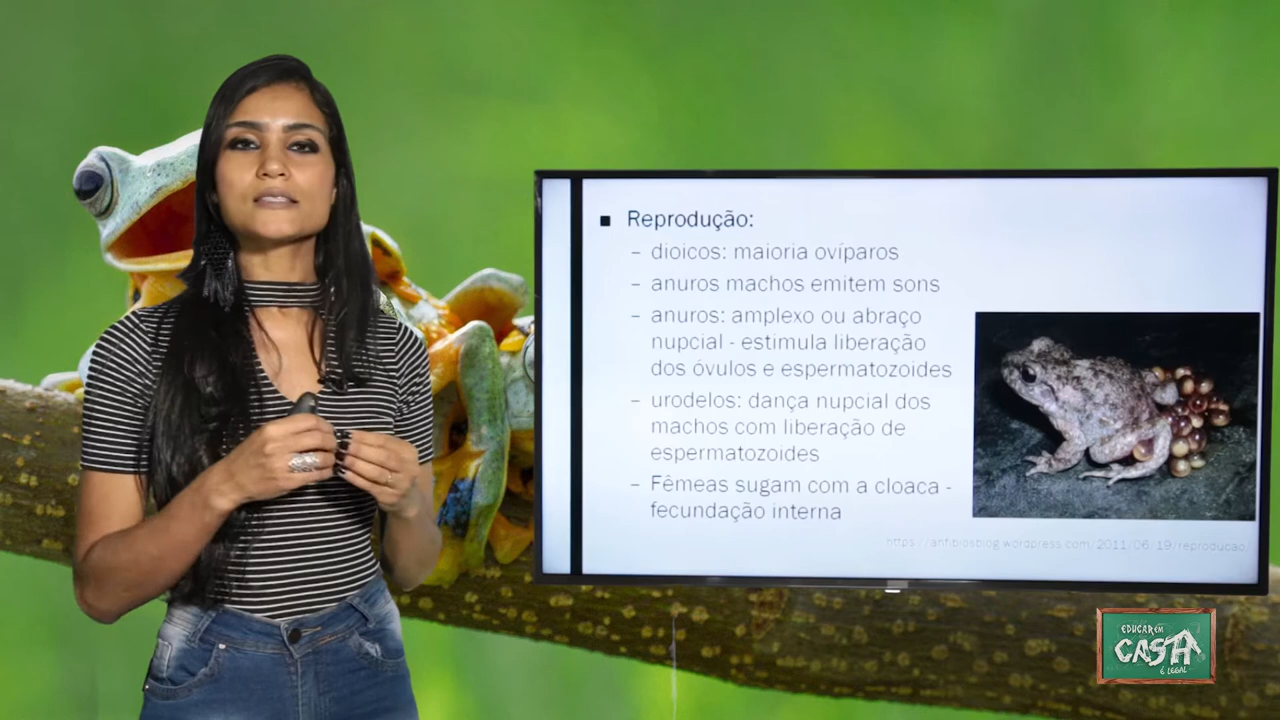 Reprodução:
– dioicos: maioria ovíparos
– anuros machos emitem sons
– anuros: amplexo ou abraço
nupcial - estimula liberação
dos óvulos e espermatozoides
– urodelos: dança nupcial dos
machos com liberação de
espermatozoides
– Fêmeas sugam com a cloaca -
fecundação interna
https://anfibiosblog.wordpress.com/2011/06/19/reproducao/
EDUCAR EM
CASA
É LEGAL